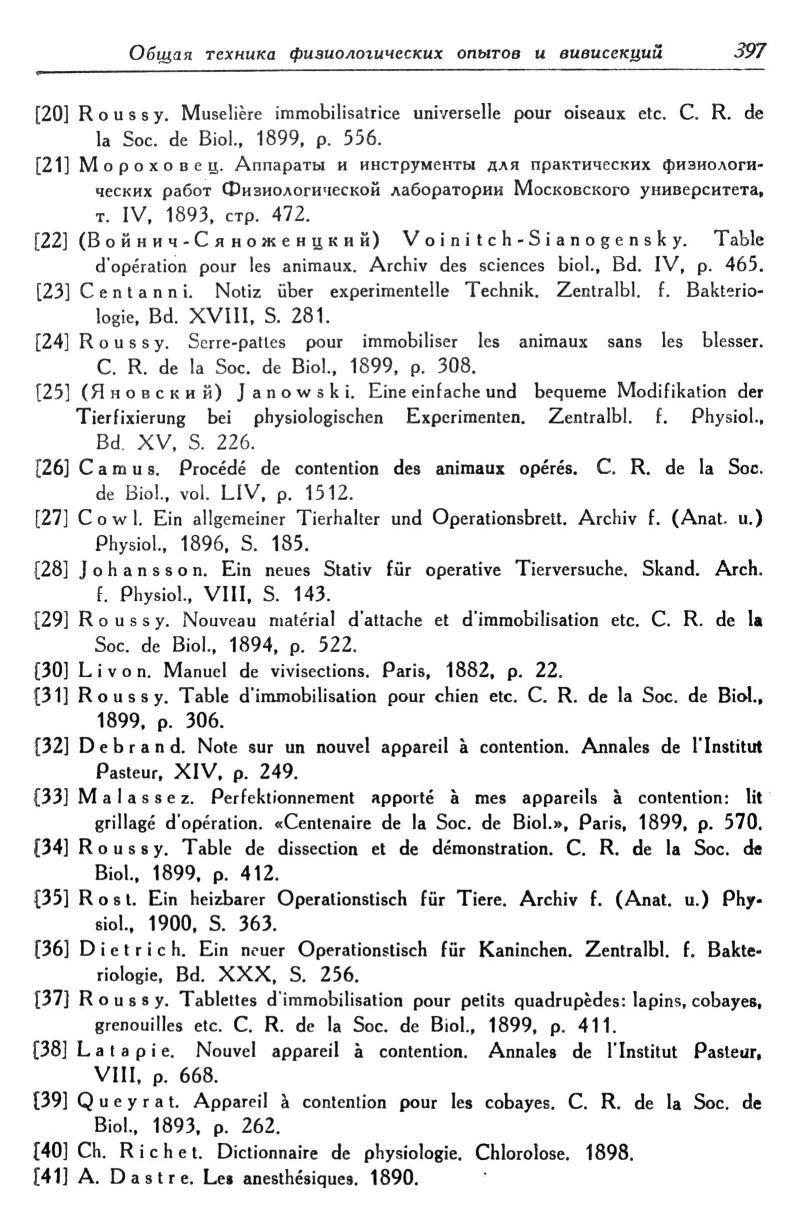 Общая техника физиологических опытов и вивисекций 397
[20] Roussy. Muselière immobilisatrice universelle pour oiseaux etc. C. R. de
la Soc. de Biol., 1899, p. 556.
[21] Мороховец. Аппараты и инструменты для практических физиологи-
ческих работ Физиологической лаборатории Московского университета,
т. IV, 1893, стр. 472.
[22] (Войнич-Сяноженцкий) Voinitch-Sianogensky. Table
d'opération pour les animaux. Archiv des sciences biol., Bd. IV, p. 465.
[23] Centanni. Notiz über experimentelle Technik. Zentralbl. f. Bakterio-
logie, Bd. XVIII, S. 281.
[24] Roussy. Serre-pattes pour immobiliser les animaux sans les blesser.
C. R. de la Soc. de Biol., 1899, p. 308.
[25] (Яновский) Janowski. Eine einfache und bequeme Modifikation der
Tierfixierung bei physiologischen Experimenten. Zentralbl. f. Physiol.,
Bd. XV, S. 226.
[26] Camus. Procédé de contention des animaux opérés. C. R. de la Soc.
de Biol., vol. LIV, p. 1512.
[27] Cowl. Ein allgemeiner Tierhalter und Operationsbrett. Archiv f. (Anat. u.)
Physiol., 1896, S. 185.
[28] Johansson. Ein neues Stativ für operative Tierversuche. Skand. Arch.
f. Physiol., VIII, S. 143.
[29] Roussy. Nouveau matérial d'attache et d'immobilisation etc. C. R. de la
Soc. de Biol., 1894, p. 522.
[30] Livon. Manuel de vivisections. Paris, 1882, p. 22.
[31] Roussy. Table d'immobilisation pour chien etc. C. R. de la Soc. de Biol.,
1899, p. 306.
[32] Debrand. Note sur un nouvel appareil à contention. Annales de l'Institut
Pasteur, XIV, p. 249.
[33] Malassez. Perfektionnement apporté à mes appareils à contention: lit
grillagé d'opération. «Centenaire de la Soc. de Biol.», Paris, 1899, p. 570.
[34] Roussy. Table de dissection et de démonstration. C. R. de la Soc. de
Biol., 1899, p. 412.
[35] Rost. Ein heizbarer Operationstisch für Tiere. Archiv f. (Anat. u.) Phy-
siol., 1900, S. 363.
[36] Dietrich. Ein neuer Operationstisch für Kaninchen. Zentralbl. f. Bakte-
riologie, Bd. XXX, S. 256.
[37] Roussy. Tablettes d'immobilisation pour petits quadrupèdes: lapins, cobayes,
grenouilles etc. C. R. de la Soc. de Biol., 1899, p. 411.
[38] Latapie. Nouvel appareil à contention. Annales de l'Institut Pasteur,
VIII, p. 668.
[39] Queyrat. Appareil à contention pour les cobayes. C. R. de la Soc. de
Biol., 1893, p. 262.
[40] Ch. Richet. Dictionnaire de physiologie. Chlorolose. 1898.
[41] A. Dastre. Les anesthésiques. 1890.